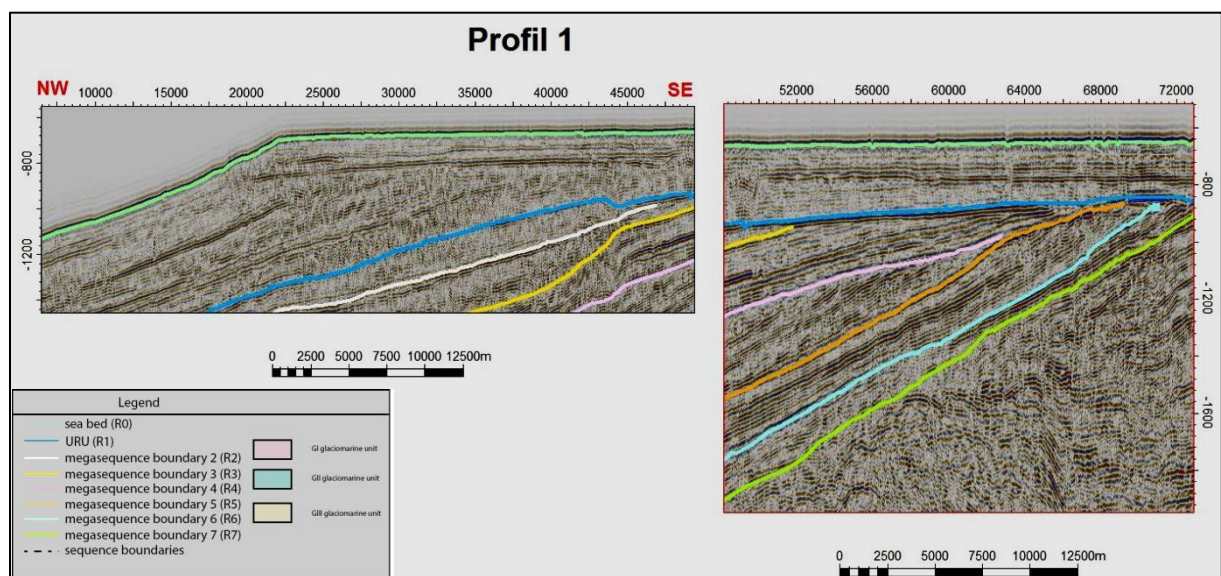 Profil 1
NW
SE
10000 15000 20000 25000 30000 35000 40000 45000
-800
-1200
52000 56000 60000 64000 68000 72000
-800
-1200
-1600
0 2500 5000 7500 10000 12500m
Legend
sea bed (R0)
URU (R1)
megasequence boundary 2 (R2)
megasequence boundary 3 (R3)
megasequence boundary 4 (R4)
megasequence boundary 5 (R5)
megasequence boundary 6 (R6)
megasequence boundary 7 (R7)
sequence boundaries
GI glaciomarine unit
GII glaciomarine unit
GIII glaciomarine unit
0 2500 5000 7500 10000 12500m